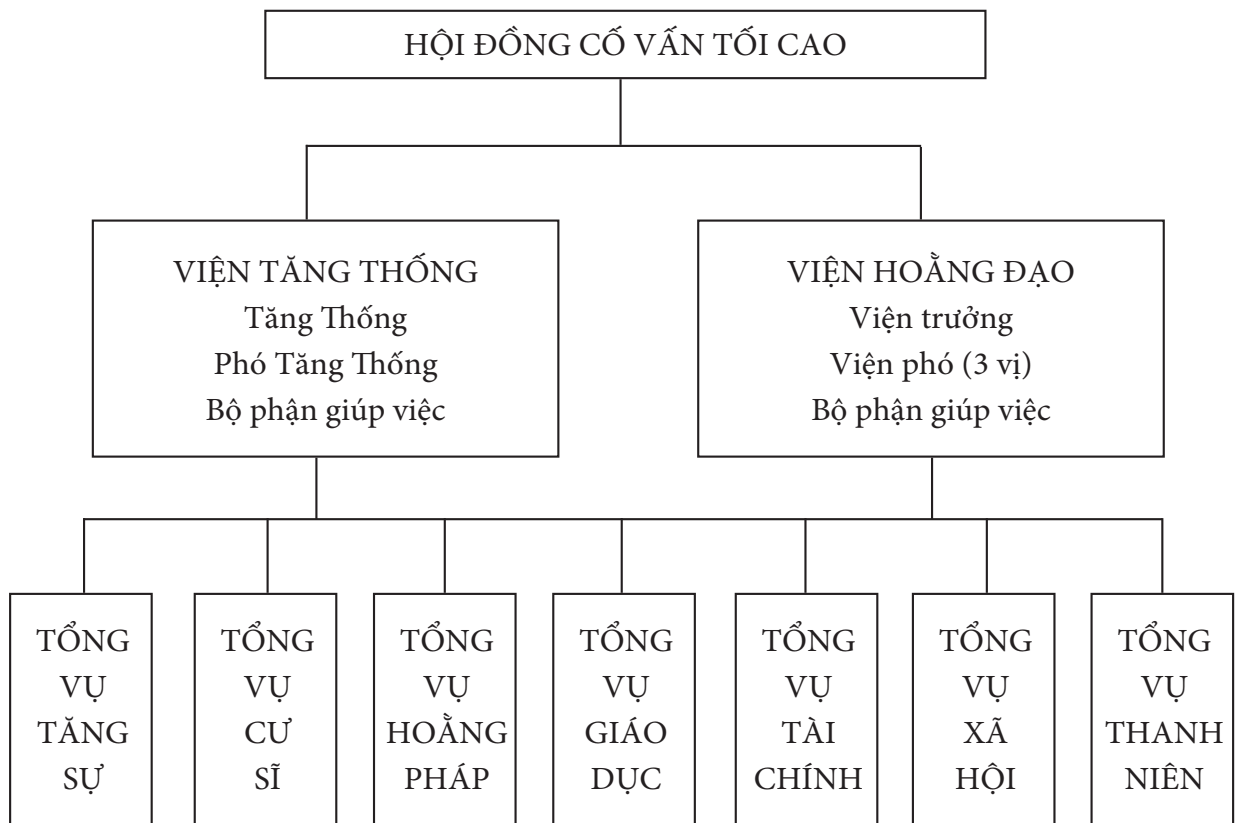 HỘI ĐỒNG CỐ VẤN TỐI CAO
VIỆN TĂNG THỐNG
Tăng Thống
Phó Tăng Thống
Bộ phận giúp việc
VIỆN HOẰNG ĐẠO
Viện trưởng
Viện phó (3 vị)
Bộ phận giúp việc
TỔNG
VỤ
TĂNG
SỰ
TỔNG
VỤ
CƯ
SĨ
TỔNG
VỤ
HOẰNG
PHÁP
TỔNG
VỤ
GIÁO
DỤC
TỔNG
VỤ
TÀI
CHÍNH
TỔNG
VỤ
XÃ
HỘI
TỔNG
VỤ
THANH
NIÊN